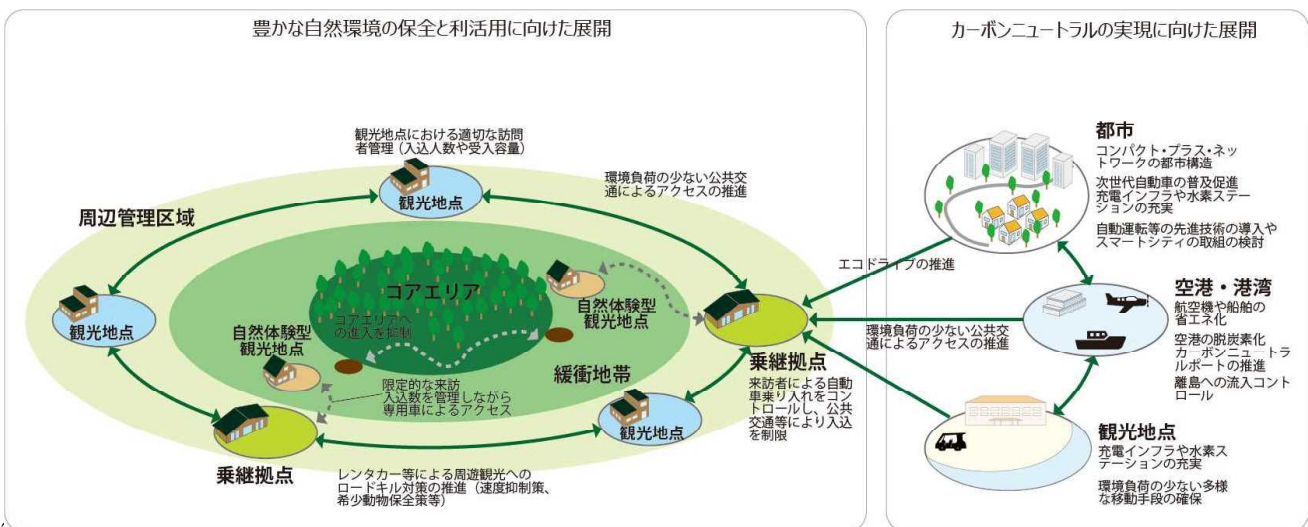 豊かな自然環境の保全と利活用に向けた展開
観光地点における適切な訪問
者管理（入込人数や受入容量）
環境負荷の少ない公共交
通によるアクセスの推進
観光地点
周辺管理区域
コアエリア
自然体験型
観光地点
観光地点
自然体験型
観光地点
コアエリアへ
の進入を抑制
緩衝地帯
限定的な来訪
入込数を管理しながら
専用車によるアクセス
観光地点
乗継拠点
来訪者による自動
車乗り入れをコン
トロールし、公共
交通等により入込
を制限
乗継拠点
レンタカー等による周遊観光への
ロードキル対策の推進（速度抑制策、
希少動物保全策等）
カーボンニュートラルの実現に向けた展開
都市
コンパクト・プラス・ネッ
トワークの都市構造
次世代自動車の普及促進
充電インフラや水素ステー
ションの充実
自動運転等の先進技術の導入や
スマートシティの取組の検討
エコドライブの推進
環境負荷の少ない公共交
通によるアクセスの推進
空港・港湾
航空機や船舶の
省エネ化
空港の脱炭素化
カーボンニュートラ
ルポートの推進
離島への流入コント
ロール
観光地点
充電インフラや水素ス
テーションの充実
環境負荷の少ない多様
な移動手段の確保